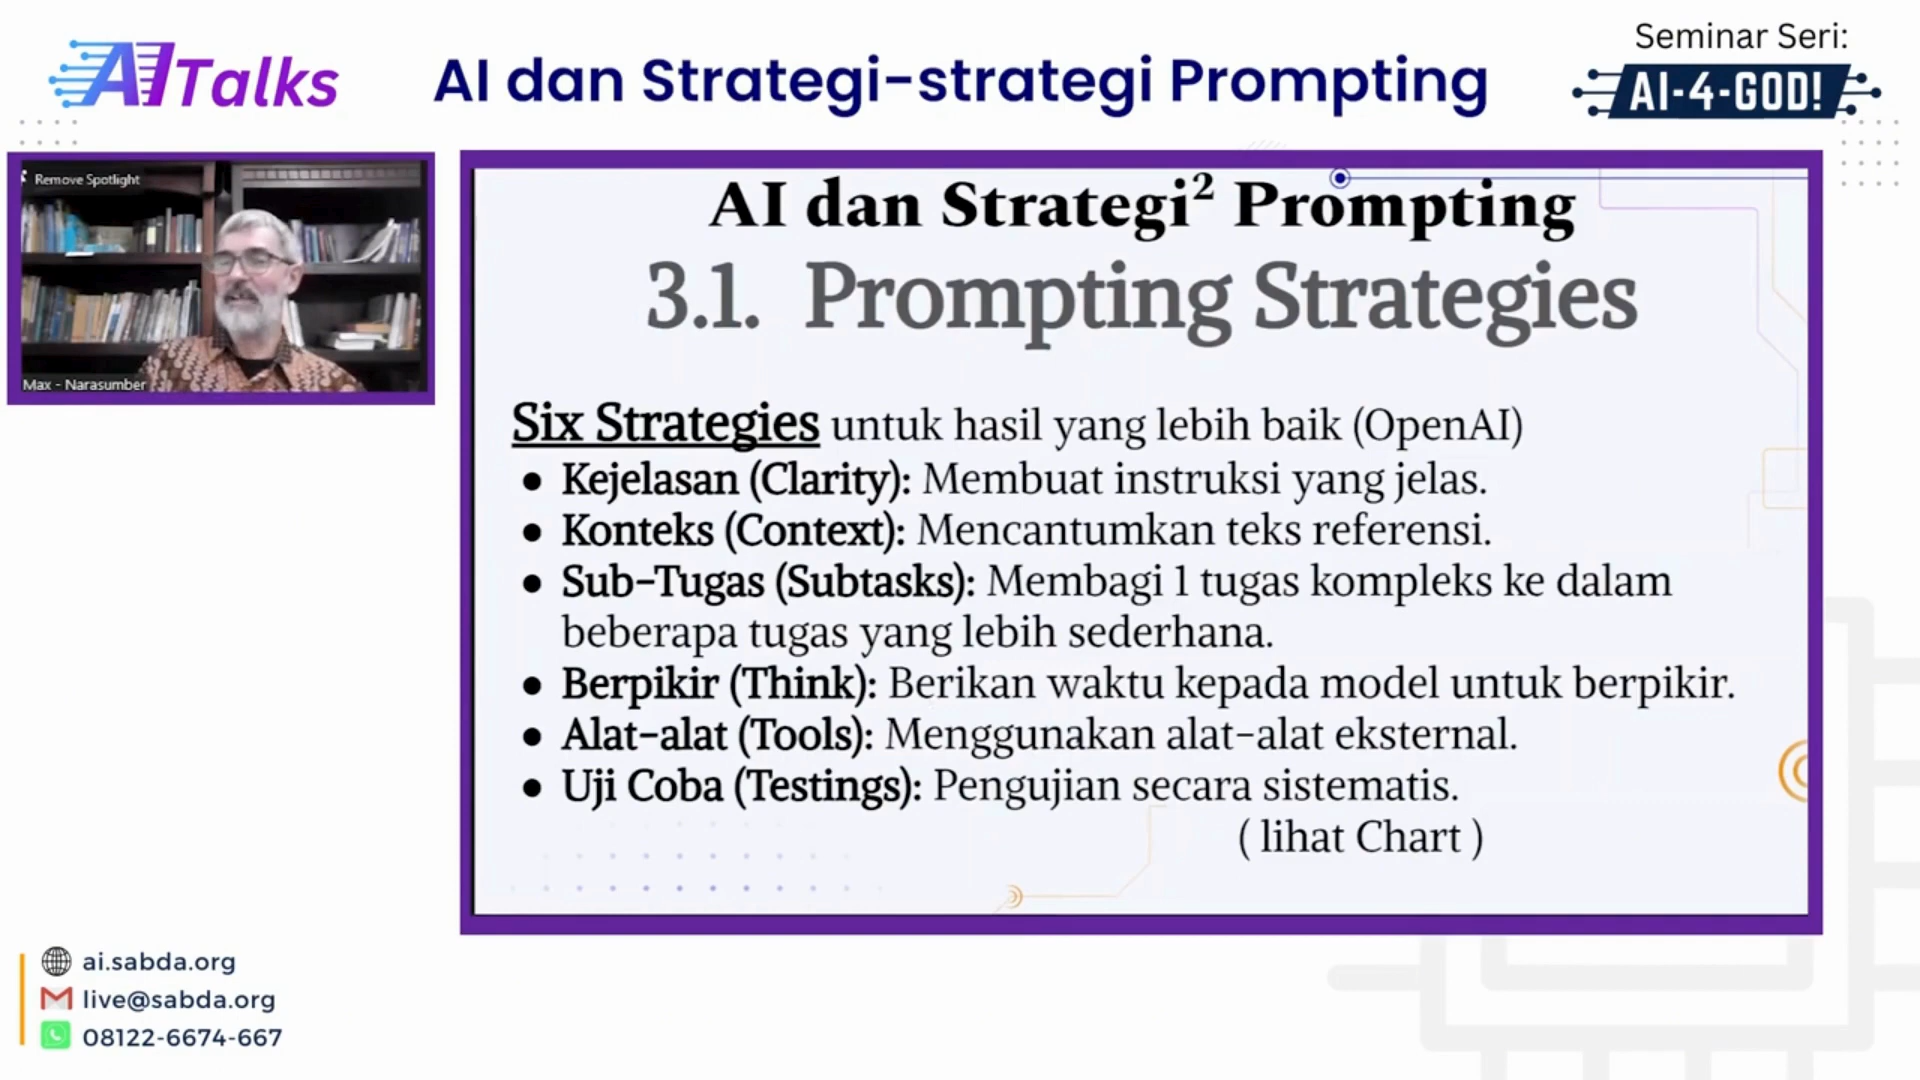 AI Talks
AI dan Strategi-strategi Prompting
Seminar Seri:
AI-4-GOD!
Remove Spotlight
Max - Narasumber
AI dan Strategi² Prompting
3.1. Prompting Strategies
Six Strategies untuk hasil yang lebih baik (OpenAI)
● Kejelasan (Clarity): Membuat instruksi yang jelas.
● Konteks (Context): Mencantumkan teks referensi.
● Sub-Tugas (Subtasks): Membagi 1 tugas kompleks ke dalam
beberapa tugas yang lebih sederhana.
● Berpikir (Think): Berikan waktu kepada model untuk berpikir.
● Alat-alat (Tools): Menggunakan alat-alat eksternal.
● Uji Coba (Testings): Pengujian secara sistematis.
( lihat Chart )
ai.sabda.org
live@sabda.org
08122-6674-667